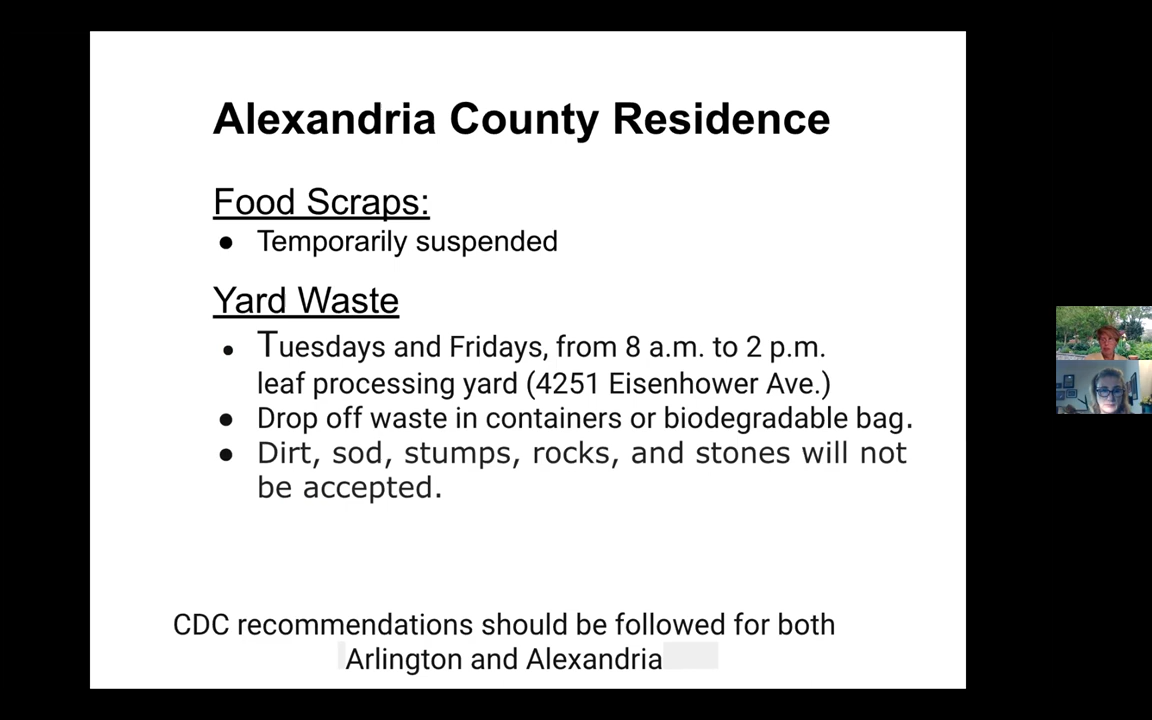 Alexandria County Residence
Food Scraps:
● Temporarily suspended
Yard Waste
● Tuesdays and Fridays, from 8 a.m. to 2 p.m.
leaf processing yard (4251 Eisenhower Ave.)
● Drop off waste in containers or biodegradable bag.
● Dirt, sod, stumps, rocks, and stones will not
be accepted.
CDC recommendations should be followed for both
Arlington and Alexandria